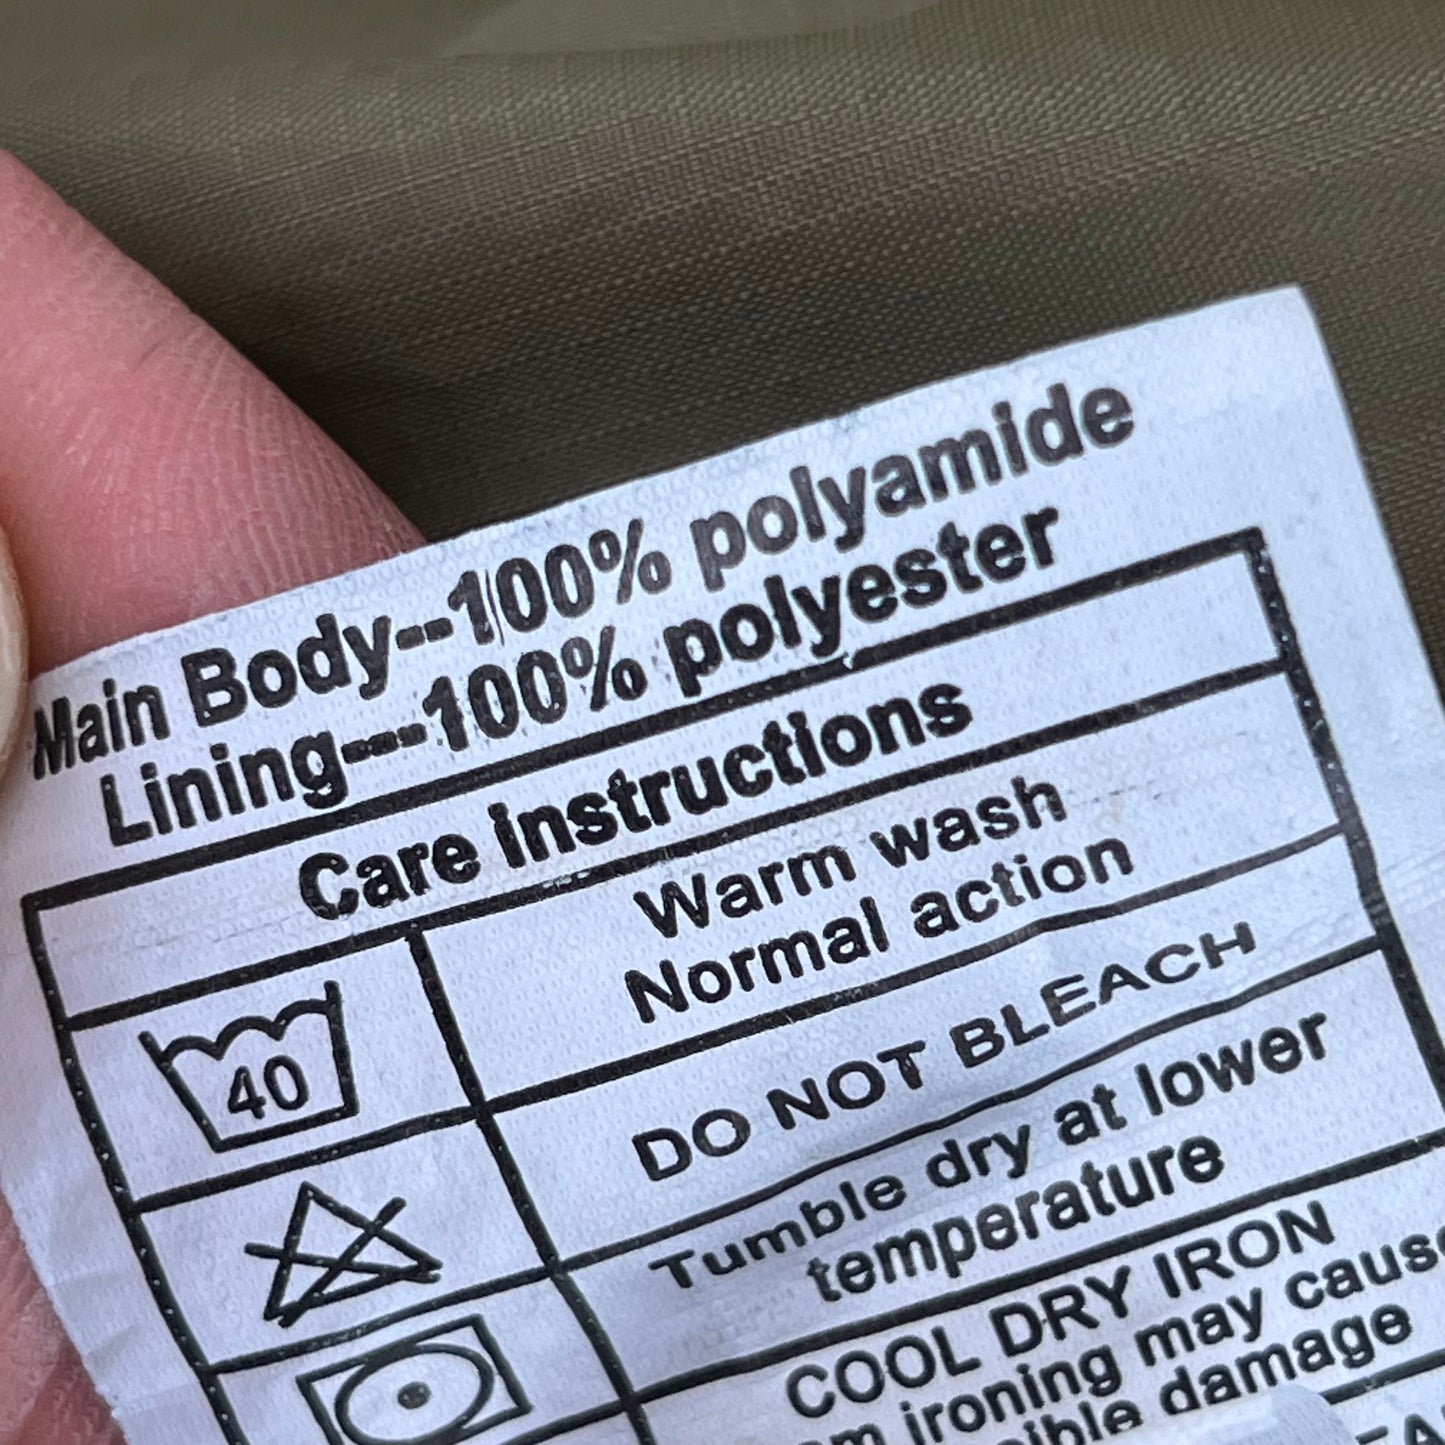 Main Body--100% polyamide
Lining---100% polyester
Care instructions
Warm wash
Normal action
40
DO NOT BLEACH
Tumble dry at lower
temperature
COOL DRY IRON
ironing may cause
damage